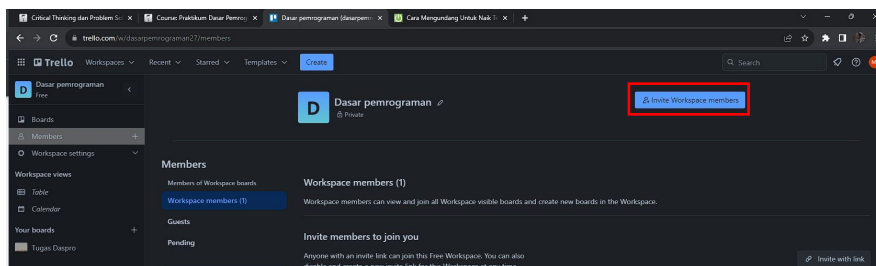 Critical Thinking dan Problem So
Course: Praktikum Dasar Pemrog
Dasar pemrograman (dasarpemr
Cara Mengundang Untuk Naik T
trello.com/w/dasarpemrograman27/members
Trello Workspaces Recent Starred Templates Create Search
D Dasar pemrograman
Free
Boards
Members
Workspace settings
Workspace views
Table
Calendar
Your boards
Tugas Daspro
D Dasar pemrograman
Private
Invite Workspace members
Members
Members of Workspace boards
Workspace members (1)
Guests
Pending
Workspace members (1)
Workspace members can view and join all Workspace visible boards and create new boards in the Workspace.
Invite members to join you
Anyone with an invite link can join this Free Workspace. You can also
Invite with link